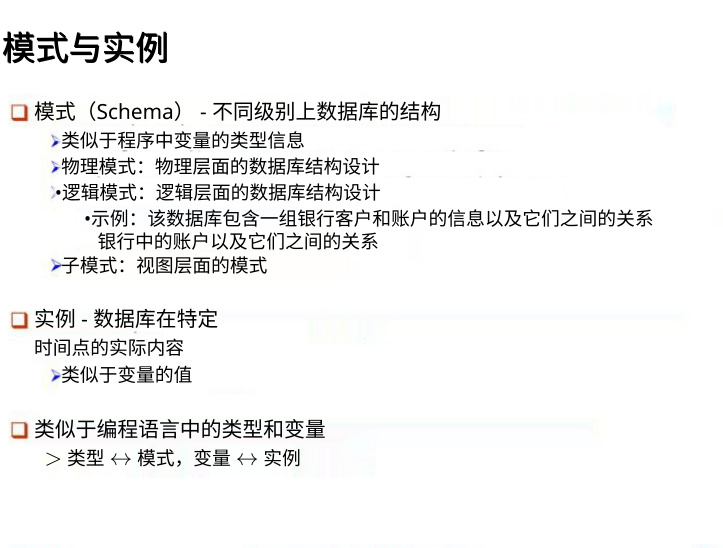 模式与实例
模式（Schema） - 不同级别上数据库的结构
类似于程序中变量的类型信息
物理模式：物理层面的数据库结构设计
•逻辑模式：逻辑层面的数据库结构设计
•示例：该数据库包含一组银行客户和账户的信息以及它们之间的关系
银行中的账户以及它们之间的关系
子模式：视图层面的模式
实例 - 数据库在特定
时间点的实际内容
类似于变量的值
类似于编程语言中的类型和变量
> 类型 ↔ 模式，变量 ↔ 实例